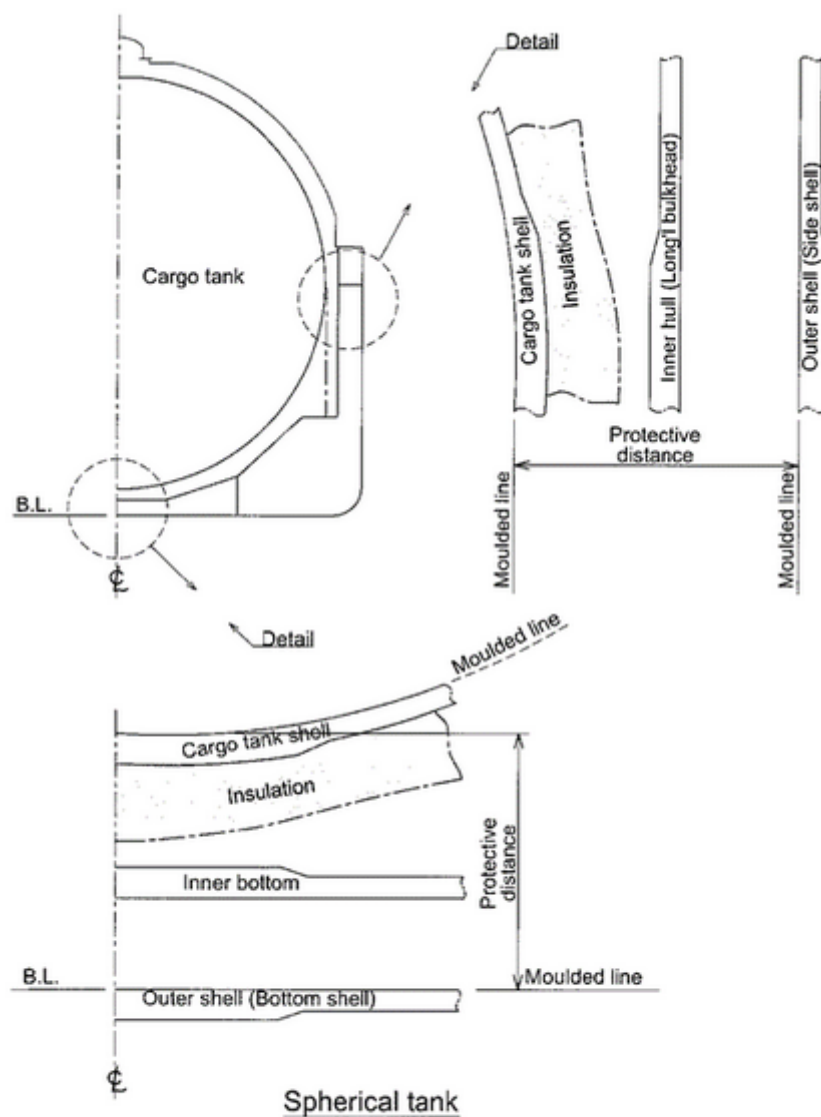 Detail
Cargo tank
B.L.
℄
Cargo tank shell
Insulation
Inner hull (Long'l bulkhead)
Outer shell (Side shell)
Protective
distance
Moulded line
Moulded line
Detail
Moulded line
Cargo tank shell
Insulation
Protective
distance
Inner bottom
B.L.
Moulded line
Outer shell (Bottom shell)
℄
Spherical tank